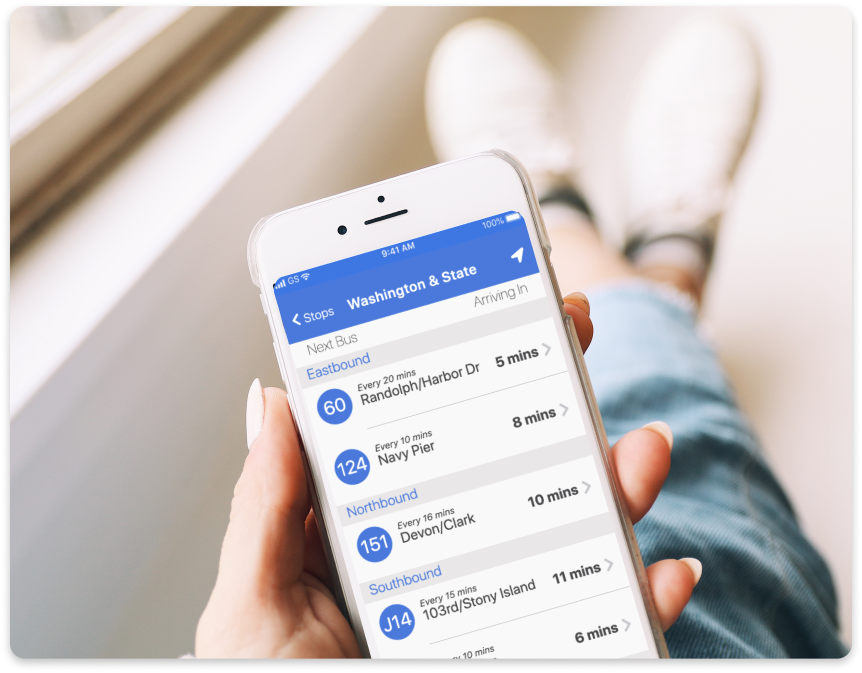 GS 9:41 AM 100%
Stops Washington & State
Next Bus Arriving In
Eastbound
60 Every 20 mins
Randolph/Harbor Dr 5 mins
124 Every 10 mins
Navy Pier 8 mins
Northbound
151 Every 16 mins
Devon/Clark 10 mins
Southbound
J14 Every 15 mins
103rd/Stony Island 11 mins
10 mins
6 mins